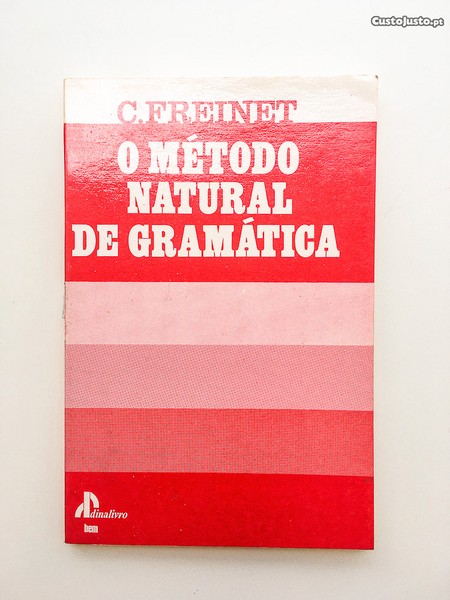 CustoJusto.pt
C. FREINET
O MÉTODO
NATURAL
DE GRAMÁTICA
dinalivro
bem